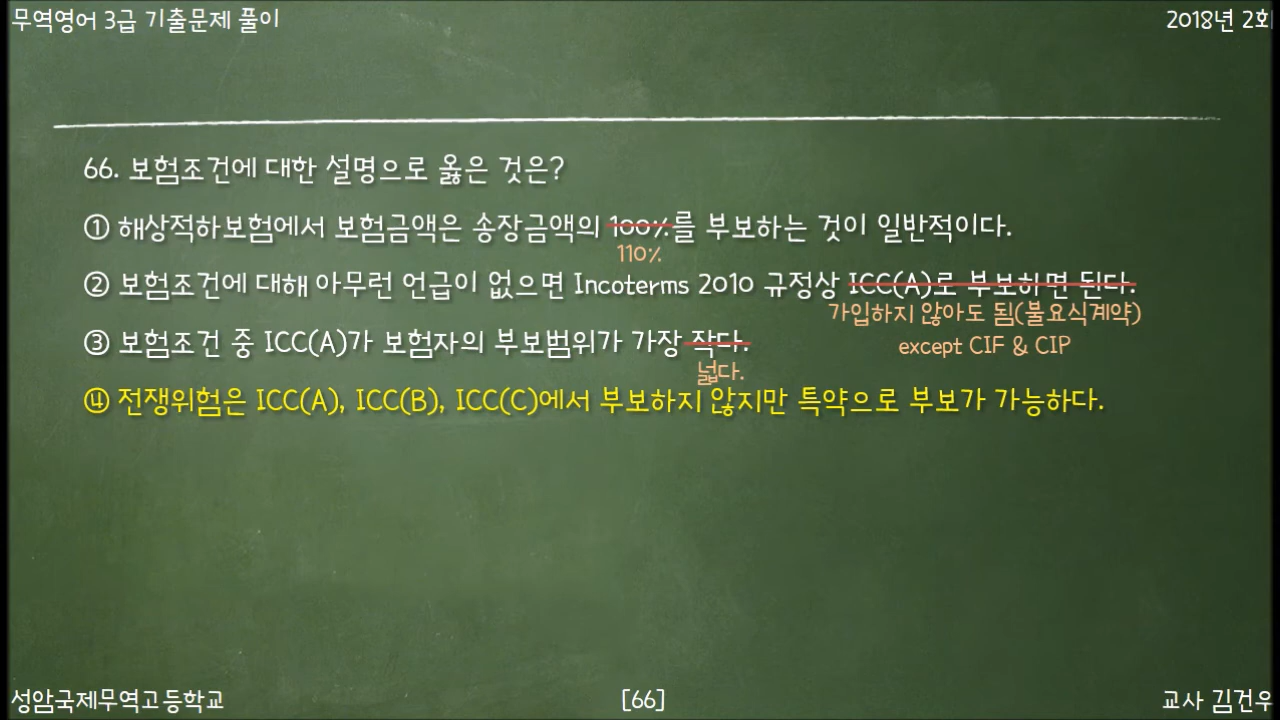 무역영어 3급 기출문제 풀이
2018년 2회
66. 보험조건에 대한 설명으로 옳은 것은?
① 해상적하보험에서 보험금액은 송장금액의 100%를 부보하는 것이 일반적이다.
110%
② 보험조건에 대해 아무런 언급이 없으면 Incoterms 2010 규정상 ICC(A)로 부보하면 된다.
가입하지 않아도 됨(불요식계약)
③ 보험조건 중 ICC(A)가 보험자의 부보범위가 가장 작다.
except CIF & CIP
넓다.
④ 전쟁위험은 ICC(A), ICC(B), ICC(C)에서 부보하지 않지만 특약으로 부보가 가능하다.
성암국제무역고등학교
[66]
교사 김건우